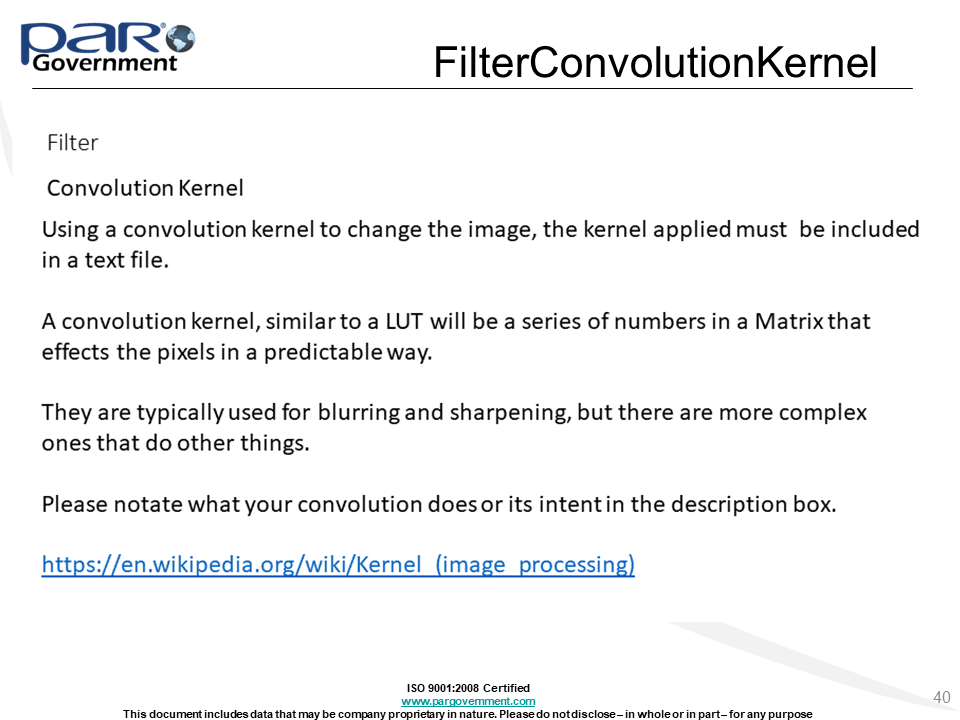 PAR® Government
FilterConvolutionKernel
Filter
Convolution Kernel
Using a convolution kernel to change the image, the kernel applied must be included
in a text file.
A convolution kernel, similar to a LUT will be a series of numbers in a Matrix that
effects the pixels in a predictable way.
They are typically used for blurring and sharpening, but there are more complex
ones that do other things.
Please notate what your convolution does or its intent in the description box.
https://en.wikipedia.org/wiki/Kernel_(image_processing)
ISO 9001:2008 Certified
www.pargovernment.com
This document includes data that may be company proprietary in nature. Please do not disclose – in whole or in part – for any purpose
40